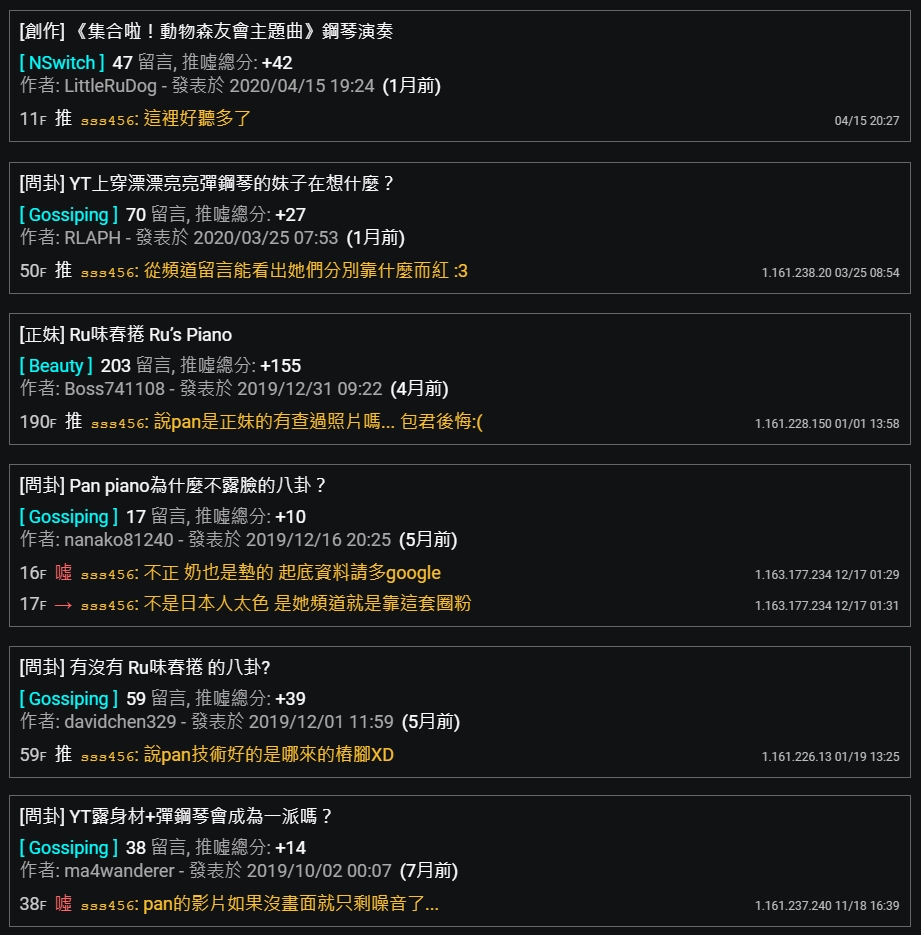 [創作] 《集合啦！動物森友會主題曲》鋼琴演奏
[ NSwitch ] 47 留言, 推噓總分: +42
作者: LittleRuDog - 發表於 2020/04/15 19:24 (1月前)
11F 推 sss456: 這裡好聽多了 04/15 20:27
[問卦] YT上穿漂漂亮亮彈鋼琴的妹子在想什麼？
[ Gossiping ] 70 留言, 推噓總分: +27
作者: RLAPH - 發表於 2020/03/25 07:53 (1月前)
50F 推 sss456: 從頻道留言能看出她們分別靠什麼而紅 :3 1.161.238.20 03/25 08:54
[正妹] Ru味春捲 Ru’s Piano
[ Beauty ] 203 留言, 推噓總分: +155
作者: Boss741108 - 發表於 2019/12/31 09:22 (4月前)
190F 推 sss456: 說pan是正妹的有查過照片嗎... 包君後悔:( 1.161.228.150 01/01 13:58
[問卦] Pan piano為什麼不露臉的八卦？
[ Gossiping ] 17 留言, 推噓總分: +10
作者: nanako81240 - 發表於 2019/12/16 20:25 (5月前)
16F 噓 sss456: 不正 奶也是墊的 起底資料請多google 1.163.177.234 12/17 01:29
17F → sss456: 不是日本人太色 是她頻道就是靠這套圈粉 1.163.177.234 12/17 01:31
[問卦] 有沒有 Ru味春捲 的八卦?
[ Gossiping ] 59 留言, 推噓總分: +39
作者: davidchen329 - 發表於 2019/12/01 11:59 (5月前)
59F 推 sss456: 說pan技術好的是哪來的樁腳XD 1.161.226.13 01/19 13:25
[問卦] YT露身材+彈鋼琴會成為一派嗎？
[ Gossiping ] 38 留言, 推噓總分: +14
作者: ma4wanderer - 發表於 2019/10/02 00:07 (7月前)
38F 噓 sss456: pan的影片如果沒畫面就只剩噪音了... 1.161.237.240 11/18 16:39